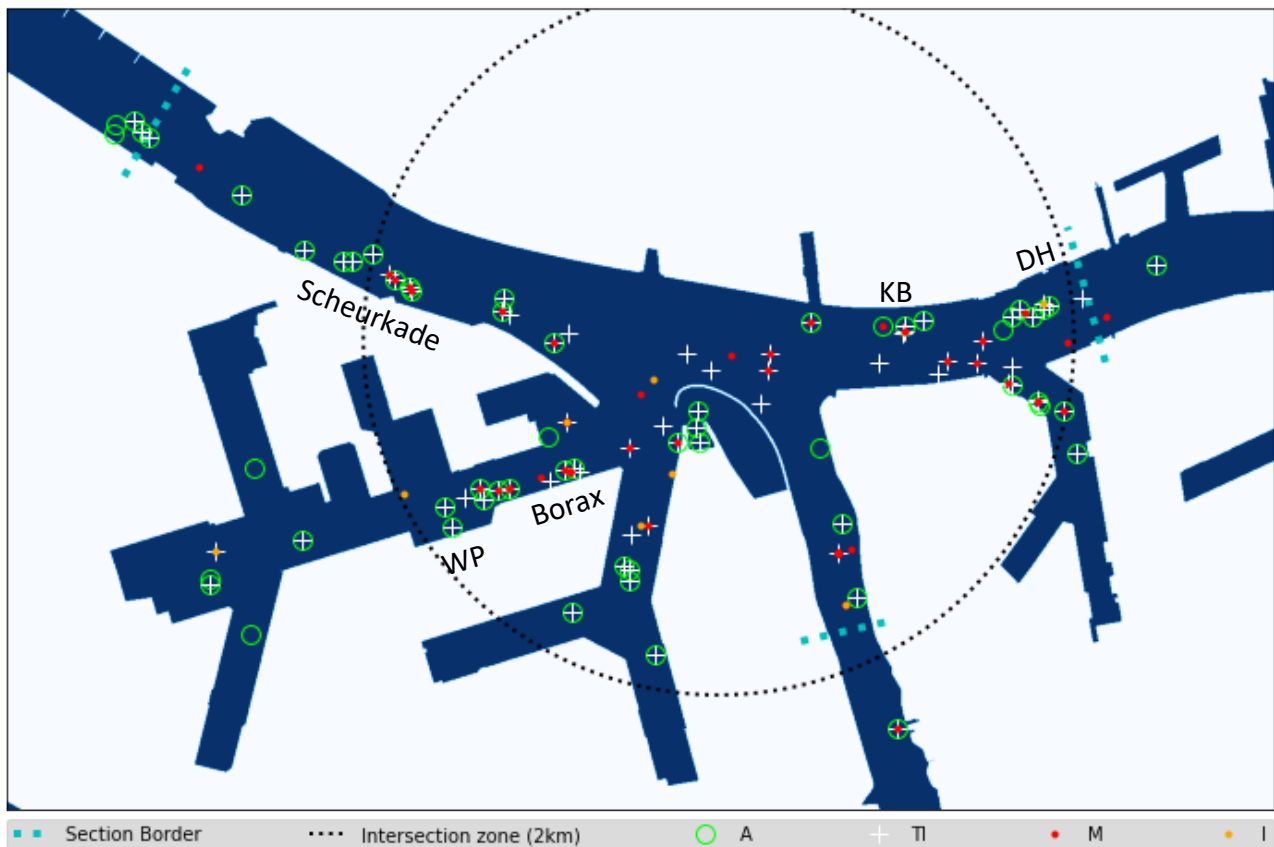 DH
KB
Scheurkade
Borax
WP
Section Border
Intersection zone (2km)
A
TI
M
I